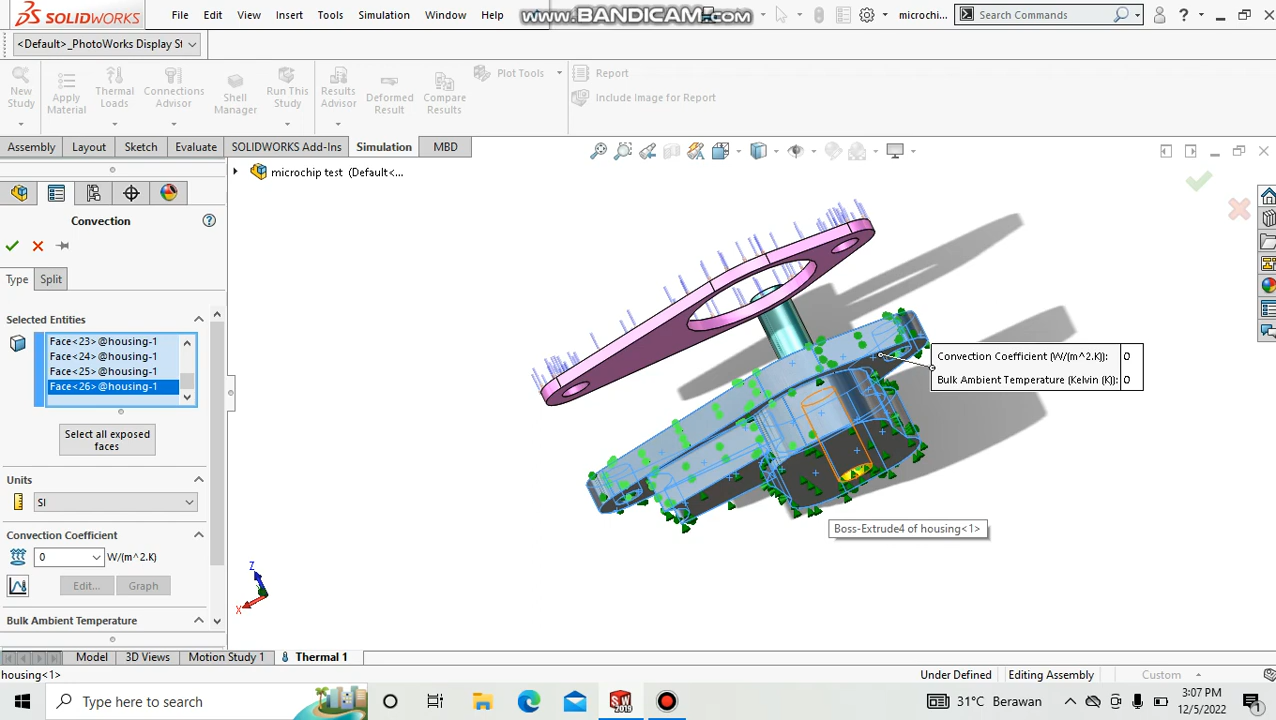 SOLIDWORKS
File
Edit
View
Insert
Tools
Simulation
Window
Help
www.BANDICAM.com
microchi...
Search Commands
?
<Default>_PhotoWorks Display St
New Study
Apply Material
Thermal Loads
Connections Advisor
Shell Manager
Run This Study
Results Advisor
Deformed Result
Compare Results
Plot Tools
Report
Include Image for Report
Assembly
Layout
Sketch
Evaluate
SOLIDWORKS Add-Ins
Simulation
MBD
microchip test (Default<...
Convection
?
Type
Split
Selected Entities
Face<23>@housing-1
Face<24>@housing-1
Face<25>@housing-1
Face<26>@housing-1
Select all exposed
faces
Units
SI
Convection Coefficient
0
W/(m^2.K)
Edit...
Graph
Bulk Ambient Temperature
Convection Coefficient (W/(m^2.K)): 0
Bulk Ambient Temperature (Kelvin (K)): 0
Boss-Extrude4 of housing<1>
Z
X
Model
3D Views
Motion Study 1
Thermal 1
housing<1>
Under Defined
Editing Assembly
Custom
Type here to search
SW
2019
31°C Berawan
3:07 PM
12/5/2022
1